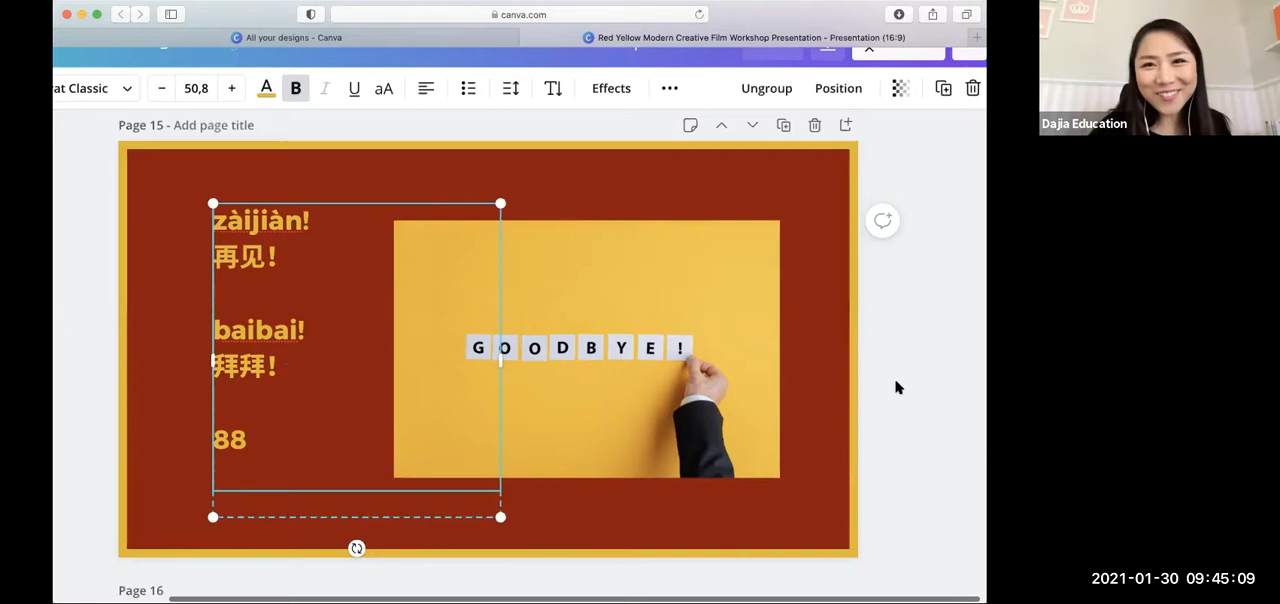 canva.com
All your designs - Canva
Red Yellow Modern Creative Film Workshop Presentation - Presentation (16:9)
at Classic
50,8
A
B
I
U
aA
Effects
Ungroup
Position
Page 15 - Add page title
zàijiàn!
再见!
baibai!
拜拜!
88
GOODBYE!
Page 16
Dajia Education
2021-01-30 09:45:09